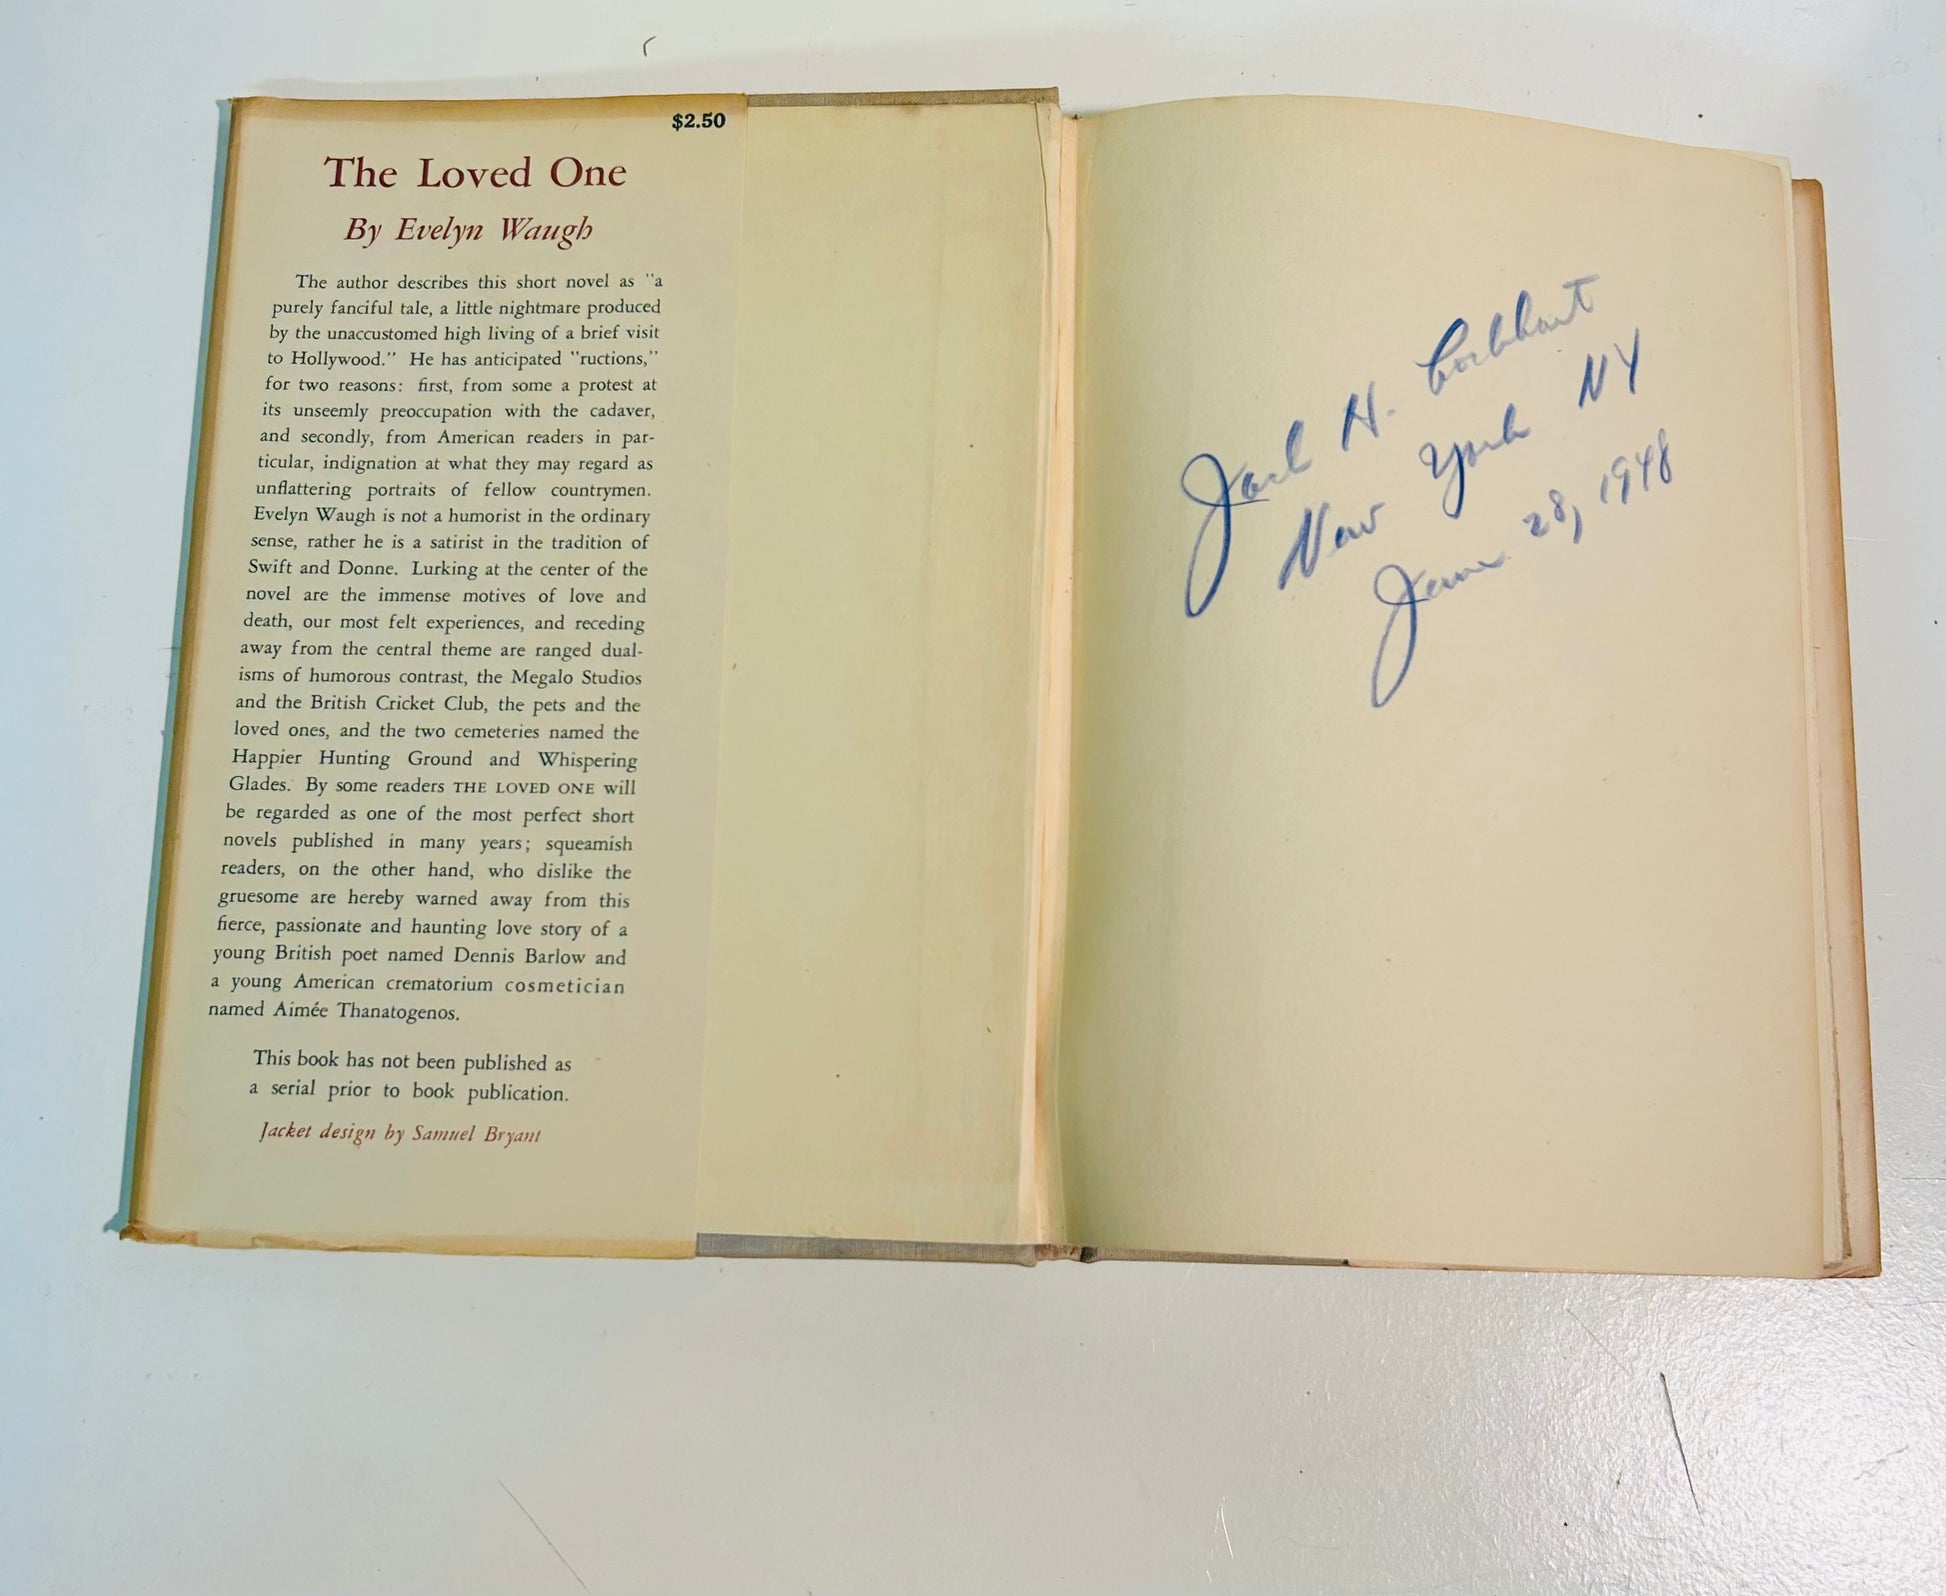 $2.50
The Loved One
By Evelyn Waugh
The author describes this short novel as "a
purely fanciful tale, a little nightmare produced
by the unaccustomed high living of a brief visit
to Hollywood." He has anticipated "ructions,"
for two reasons: first, from some a protest at
its unseemly preoccupation with the cadaver,
and secondly, from American readers in par-
ticular, indignation at what they may regard as
unflattering portraits of fellow countrymen.
Evelyn Waugh is not a humorist in the ordinary
sense, rather he is a satirist in the tradition of
Swift and Donne. Lurking at the center of the
novel are the immense motives of love and
death, our most felt experiences, and receding
away from the central theme are ranged dual-
isms of humorous contrast, the Megalo Studios
and the British Cricket Club, the pets and the
loved ones, and the two cemeteries named the
Happier Hunting Ground and Whispering
Glades. By some readers THE LOVED ONE will
be regarded as one of the most perfect short
novels published in many years; squeamish
readers, on the other hand, who dislike the
gruesome are hereby warned away from this
fierce, passionate and haunting love story of a
young British poet named Dennis Barlow and
a young American crematorium cosmetician
named Aimée Thanatogenos.
This book has not been published as
a serial prior to book publication.
Jacket design by Samuel Bryant
Jack H.
New York NY
June 28, 1948